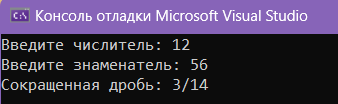 Консоль отладки Microsoft Visual Studio
Введите числитель: 12
Введите знаменатель: 56
Сокращенная дробь: 3/14